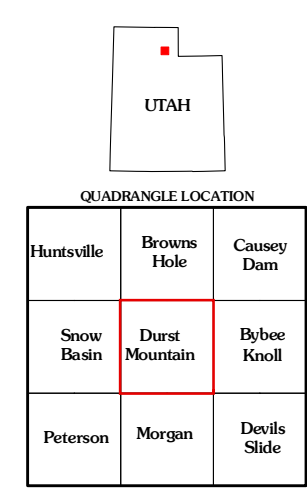 UTAH
QUADRANGLE LOCATION
Huntsville
Browns
Hole
Causey
Dam
Snow
Basin
Durst
Mountain
Bybee
Knoll
Peterson
Morgan
Devils
Slide